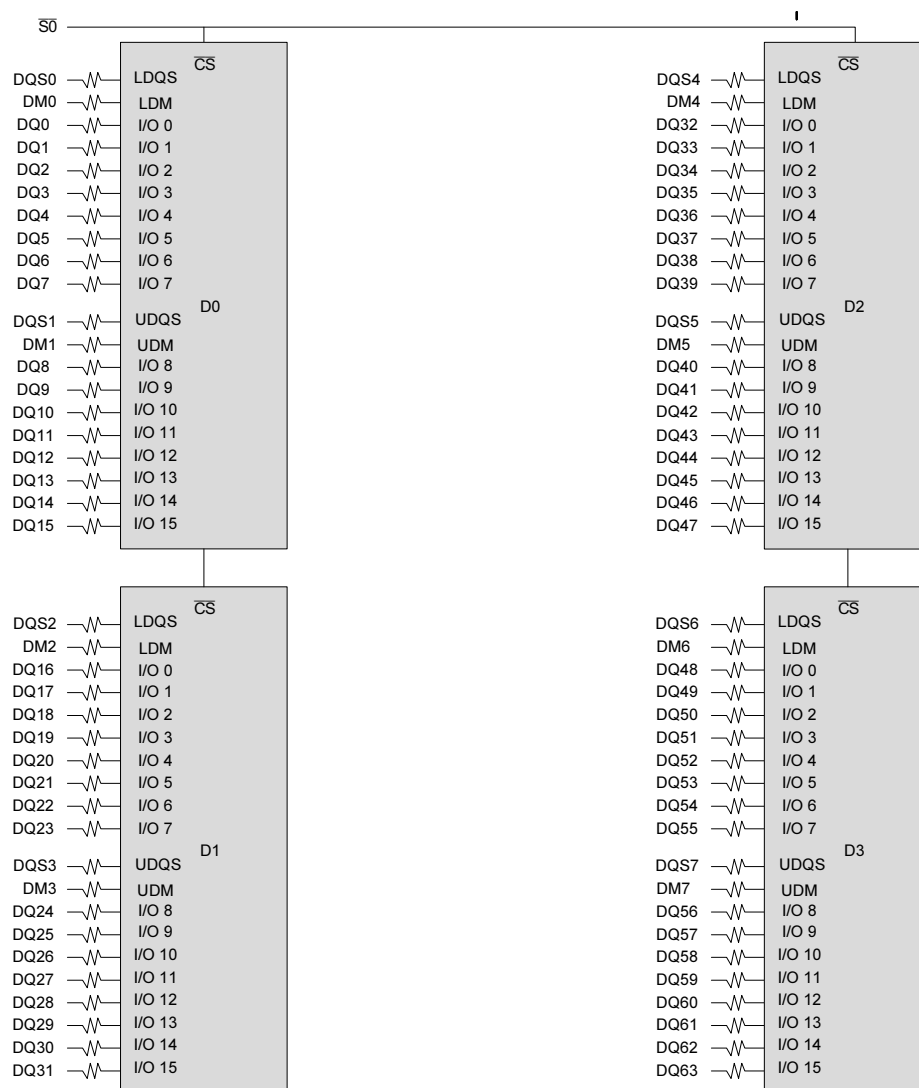 S0
CS
DQS0 LDQS
DM0 LDM
DQ0 I/O 0
DQ1 I/O 1
DQ2 I/O 2
DQ3 I/O 3
DQ4 I/O 4
DQ5 I/O 5
DQ6 I/O 6
DQ7 I/O 7
D0
DQS1 UDQS
DM1 UDM
DQ8 I/O 8
DQ9 I/O 9
DQ10 I/O 10
DQ11 I/O 11
DQ12 I/O 12
DQ13 I/O 13
DQ14 I/O 14
DQ15 I/O 15
CS
DQS4 LDQS
DM4 LDM
DQ32 I/O 0
DQ33 I/O 1
DQ34 I/O 2
DQ35 I/O 3
DQ36 I/O 4
DQ37 I/O 5
DQ38 I/O 6
DQ39 I/O 7
D2
DQS5 UDQS
DM5 UDM
DQ40 I/O 8
DQ41 I/O 9
DQ42 I/O 10
DQ43 I/O 11
DQ44 I/O 12
DQ45 I/O 13
DQ46 I/O 14
DQ47 I/O 15
CS
DQS2 LDQS
DM2 LDM
DQ16 I/O 0
DQ17 I/O 1
DQ18 I/O 2
DQ19 I/O 3
DQ20 I/O 4
DQ21 I/O 5
DQ22 I/O 6
DQ23 I/O 7
D1
DQS3 UDQS
DM3 UDM
DQ24 I/O 8
DQ25 I/O 9
DQ26 I/O 10
DQ27 I/O 11
DQ28 I/O 12
DQ29 I/O 13
DQ30 I/O 14
DQ31 I/O 15
CS
DQS6 LDQS
DM6 LDM
DQ48 I/O 0
DQ49 I/O 1
DQ50 I/O 2
DQ51 I/O 3
DQ52 I/O 4
DQ53 I/O 5
DQ54 I/O 6
DQ55 I/O 7
D3
DQS7 UDQS
DM7 UDM
DQ56 I/O 8
DQ57 I/O 9
DQ58 I/O 10
DQ59 I/O 11
DQ60 I/O 12
DQ61 I/O 13
DQ62 I/O 14
DQ63 I/O 15